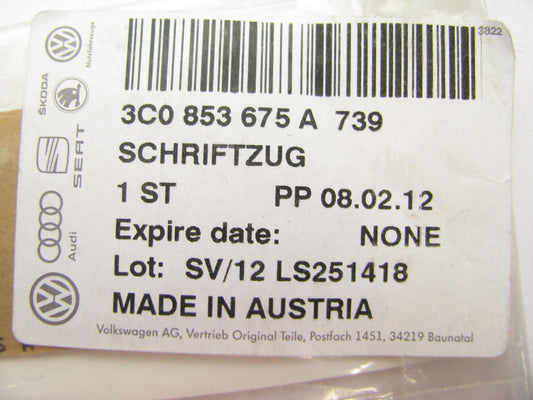 3822
Nutzfahrzeuge
ŠKODA
SEAT
Audi
3C0 853 675 A 739
SCHRIFTZUG
1 ST PP 08.02.12
Expire date: NONE
Lot: SV/12 LS251418
MADE IN AUSTRIA
Volkswagen AG, Vertrieb Original Teile, Postfach 1451, 34219 Baunatal